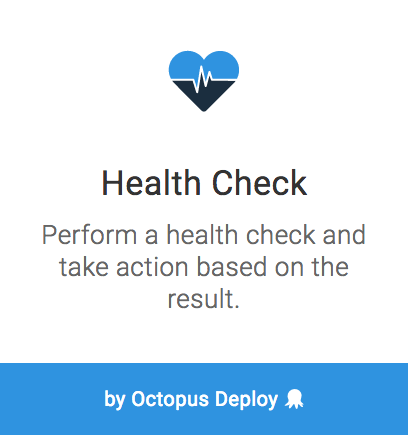 Health Check
Perform a health check and
take action based on the
result.
by Octopus Deploy